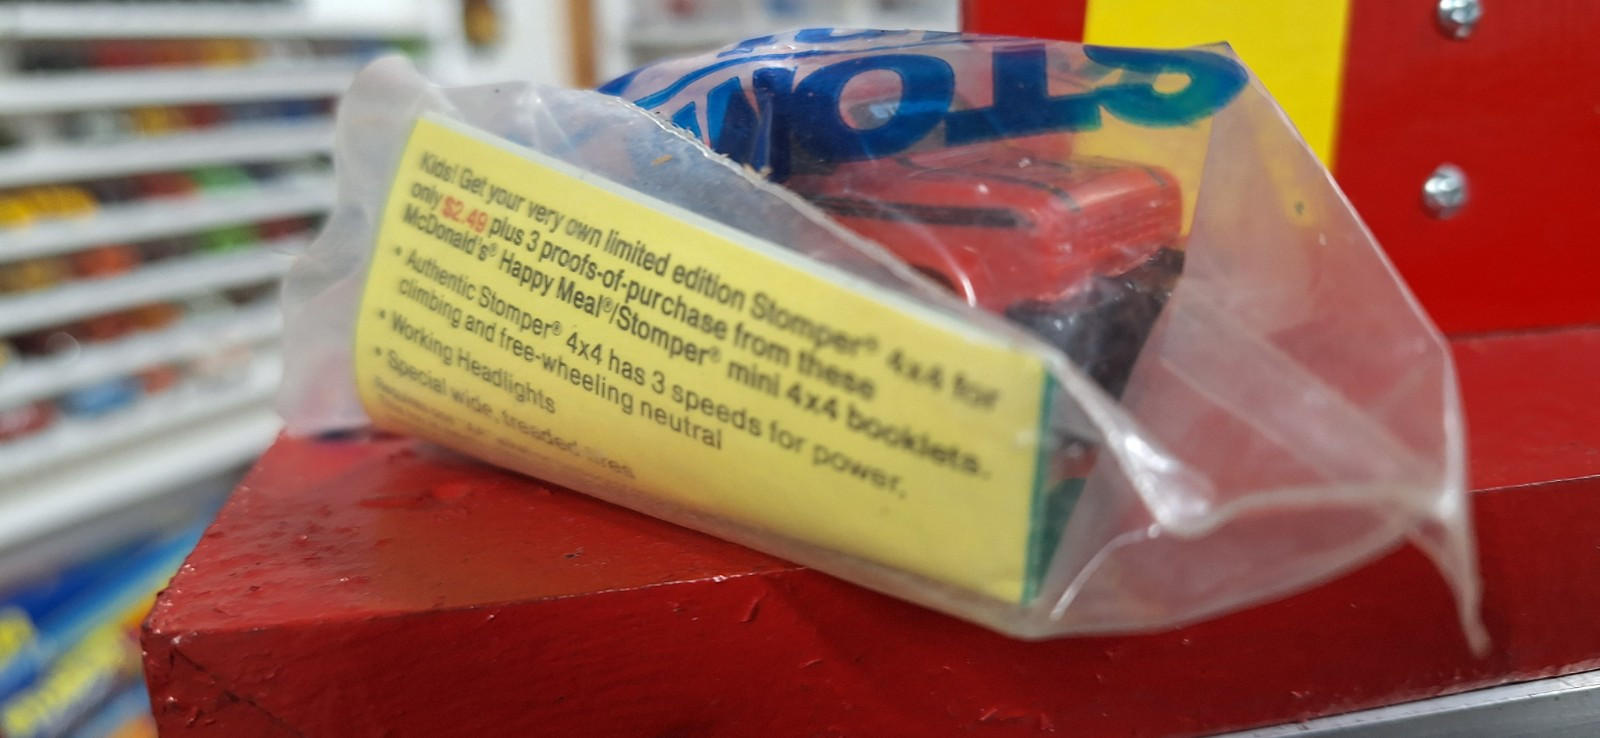 STOM
Kids! Get your very own limited edition Stomper® 4x4 for
only $2.49 plus 3 proofs-of-purchase from these
McDonald's® Happy Meal®/Stomper® mini 4x4 booklets.
• Authentic Stomper® 4x4 has 3 speeds for power,
climbing and free-wheeling neutral
• Working Headlights
• Special wide, treaded tires